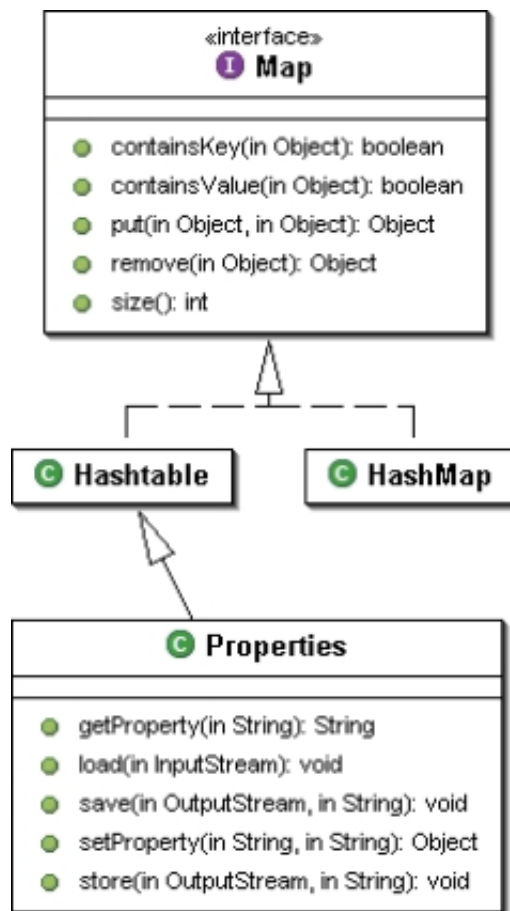 «interface»
I Map
containsKey(in Object): boolean
containsValue(in Object): boolean
put(in Object, in Object): Object
remove(in Object): Object
size(): int
C Hashtable
C HashMap
C Properties
getProperty(in String): String
load(in InputStream): void
save(in OutputStream, in String): void
setProperty(in String, in String): Object
store(in OutputStream, in String): void